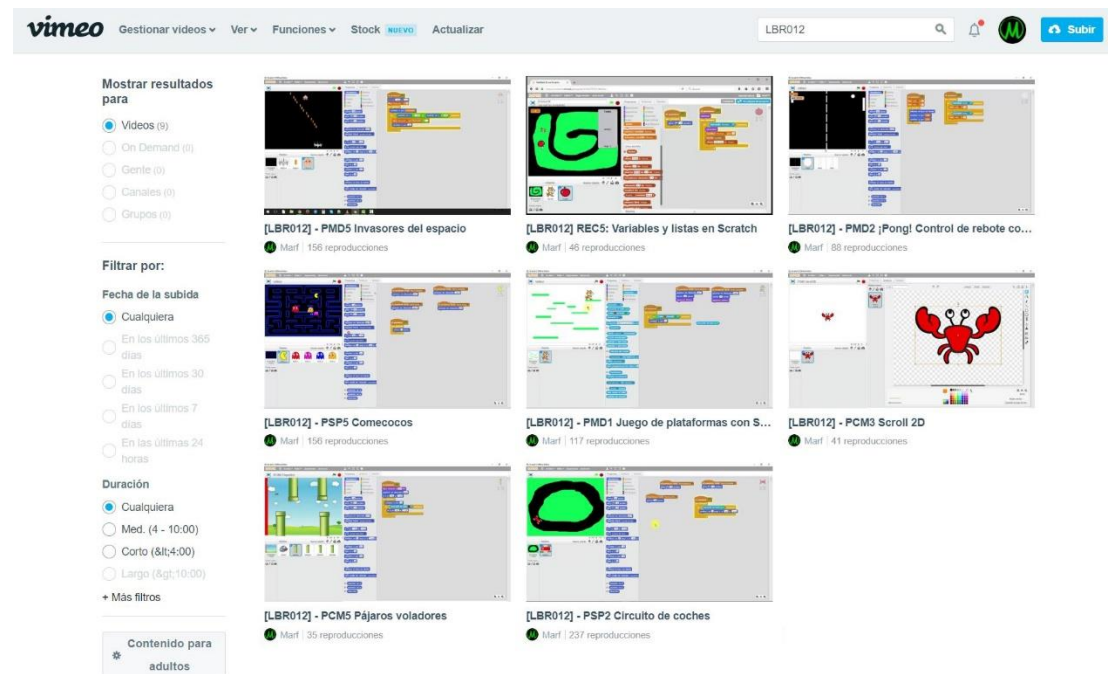 vimeo Gestionar videos Ver Funciones Stock NUEVO Actualizar LBR012 Subir
Mostrar resultados
para
Videos (9)
On Demand (0)
Gente (0)
Canales (0)
Grupos (0)
Filtrar por:
Fecha de la subida
Cualquiera
En los últimos 365
días
En los últimos 30
días
En los últimos 7
días
En las últimas 24
horas
Duración
Cualquiera
Med. (4 - 10:00)
Corto (&lt;4:00)
Largo (&gt;10:00)
+ Más filtros
Contenido para
adultos
[LBR012] - PMD5 Invasores del espacio
Marf | 156 reproducciones
[LBR012] REC5: Variables y listas en Scratch
Marf | 46 reproducciones
[LBR012] - PMD2 ¡Pong! Control de rebote co...
Marf | 88 reproducciones
[LBR012] - PSP5 Comecocos
Marf | 156 reproducciones
[LBR012] - PMD1 Juego de plataformas con S...
Marf | 117 reproducciones
[LBR012] - PCM3 Scroll 2D
Marf | 41 reproducciones
[LBR012] - PCM5 Pájaros voladores
Marf | 35 reproducciones
[LBR012] - PSP2 Circuito de coches
Marf | 237 reproducciones